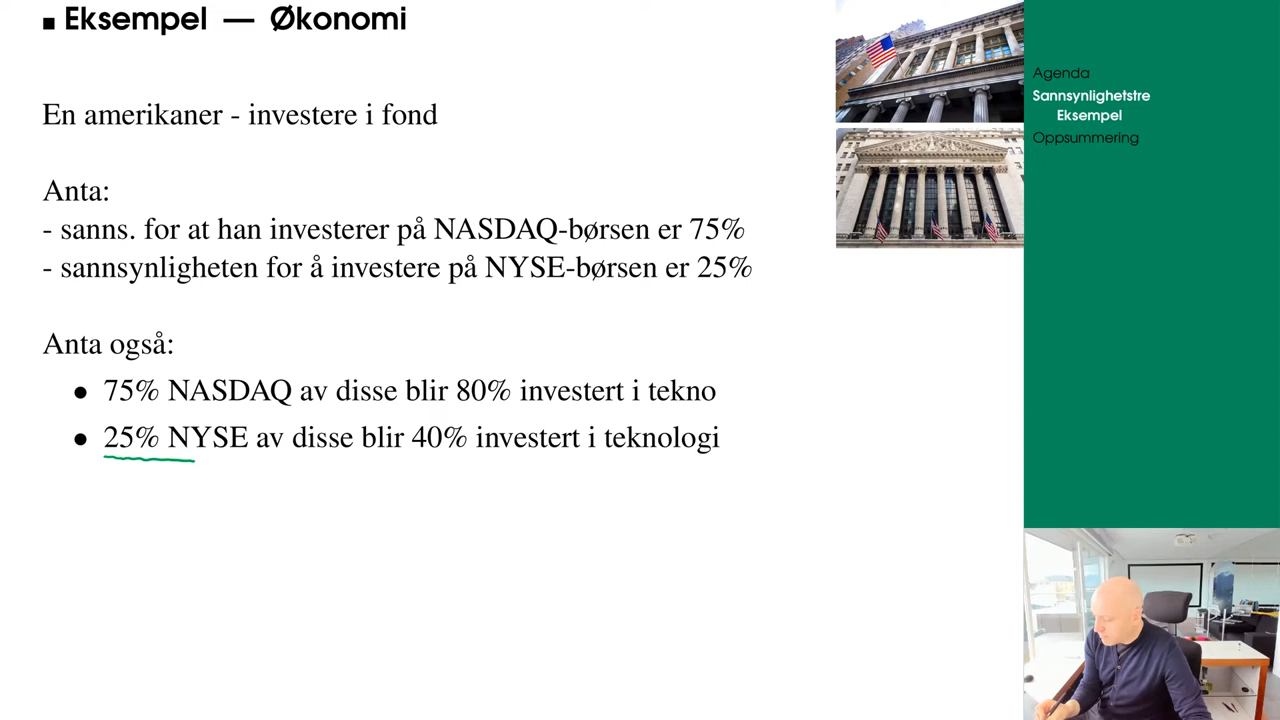 Eksempel — Økonomi
En amerikaner - investere i fond
Anta:
- sanns. for at han investerer på NASDAQ-børsen er 75%
- sannsynligheten for å investere på NYSE-børsen er 25%
Anta også:
● 75% NASDAQ av disse blir 80% investert i tekno
● 25% NYSE av disse blir 40% investert i teknologi
Agenda
Sannsynlighetstre
Eksempel
Oppsummering